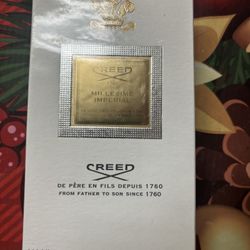 CREED
MILLESIME
IMPERIAL
CREED
DE PÈRE EN FILS DEPUIS 1760
FROM FATHER TO SON SINCE 1760